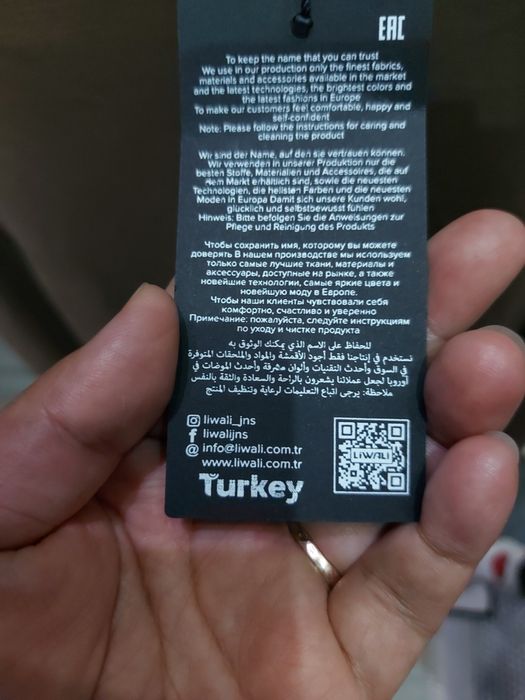 EAC
To keep the name that you can trust
We use in our production only the finest fabrics,
materials and accessories available in the market
and the latest technologies, the brightest colors and
the latest fashions in Europe
To make our customers feel comfortable, happy and
self-confident
Note: Please follow the instructions for caring and
cleaning the product
Wir sind der Name, auf den sie vertrauen können.
Wir verwenden in unserer Produktion nur die
besten Stoffe, Materialien und Accessoires, die auf
dem Markt erhältlich sind, sowie die neuesten
Technologien, die hellsten Farben und die neuesten
Moden in Europa Damit sich unsere Kunden wohl,
glücklich und selbstbewusst fühlen
Hinweis: Bitte befolgen Sie die Anweisungen zur
Pflege und Reinigung des Produkts
Чтобы сохранить имя, которому вы можете
доверять В нашем производстве мы используем
только самые лучшие ткани, материалы и
аксессуары, доступные на рынке, а также
новейшие технологии, самые яркие цвета и
новейшую моду в Европе.
Чтобы наши клиенты чувствовали себя
комфортно, счастливо и уверенно
Примечание: пожалуйста, следуйте инструкциям
по уходу и чистке продукта
للحفاظ على الاسم الذي يمكنك الوثوق به
نستخدم في إنتاجنا فقط أجود الأقمشة والمواد والملحقات المتوفرة
في السوق وأحدث التقنيات وألوان مشرقة وأحدث الموضات في
أوروبا لجعل عملائنا يشعرون بالراحة والسعادة والثقة بالنفس
ملاحظة: يرجى اتباع التعليمات لرعاية وتنظيف المنتج
liwali_jns
liwalijns
@ info@liwali.com.tr
www.liwali.com.tr
LiWALi
Turkey